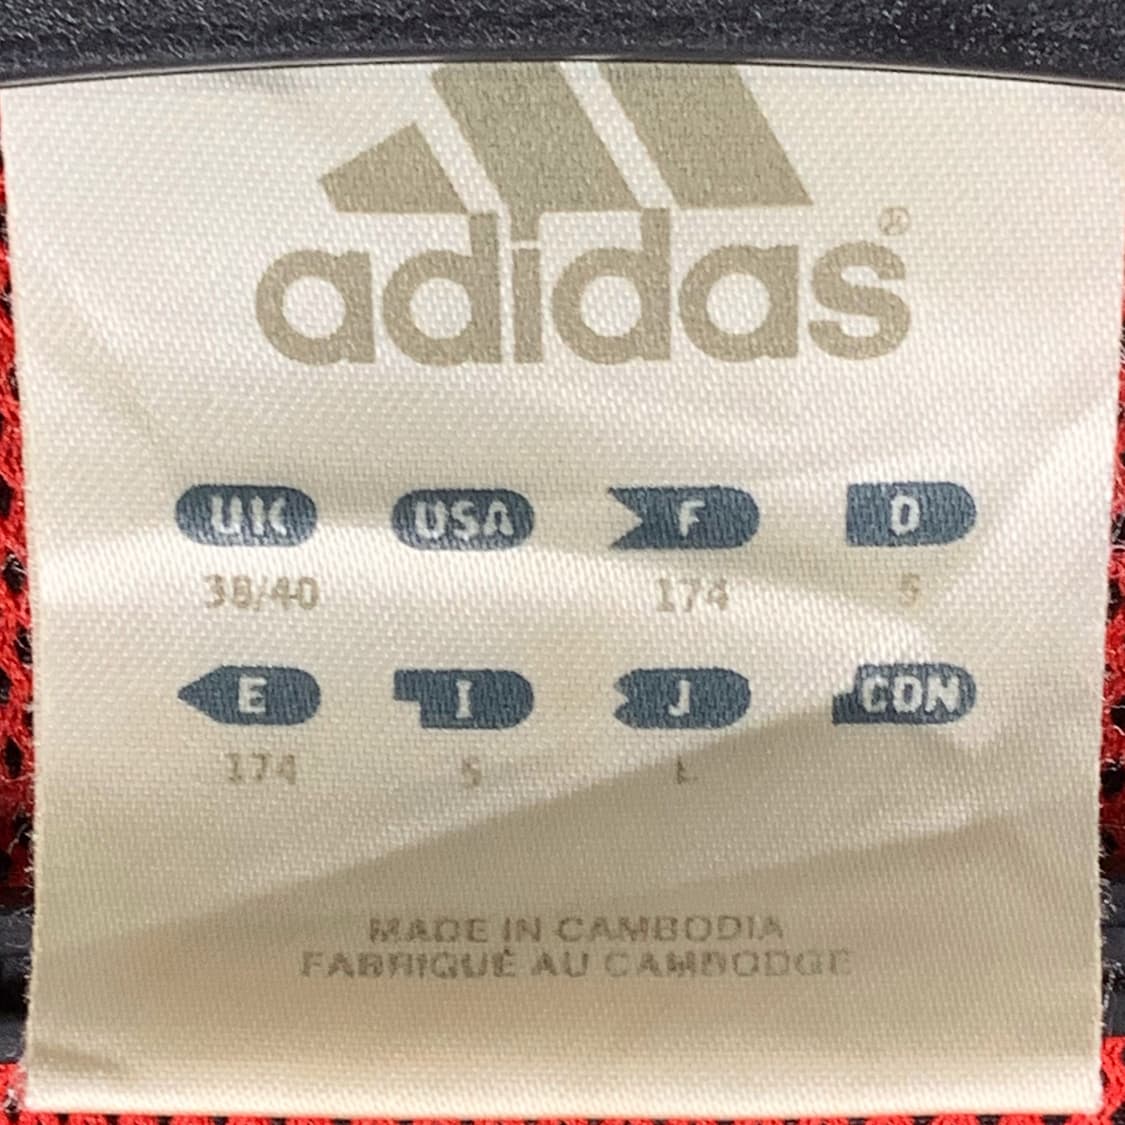 adidas®
UK USA F D
38/40 174 5
E I J CDN
174 5 L
MADE IN CAMBODIA
FABRIQUÉ AU CAMBODGE